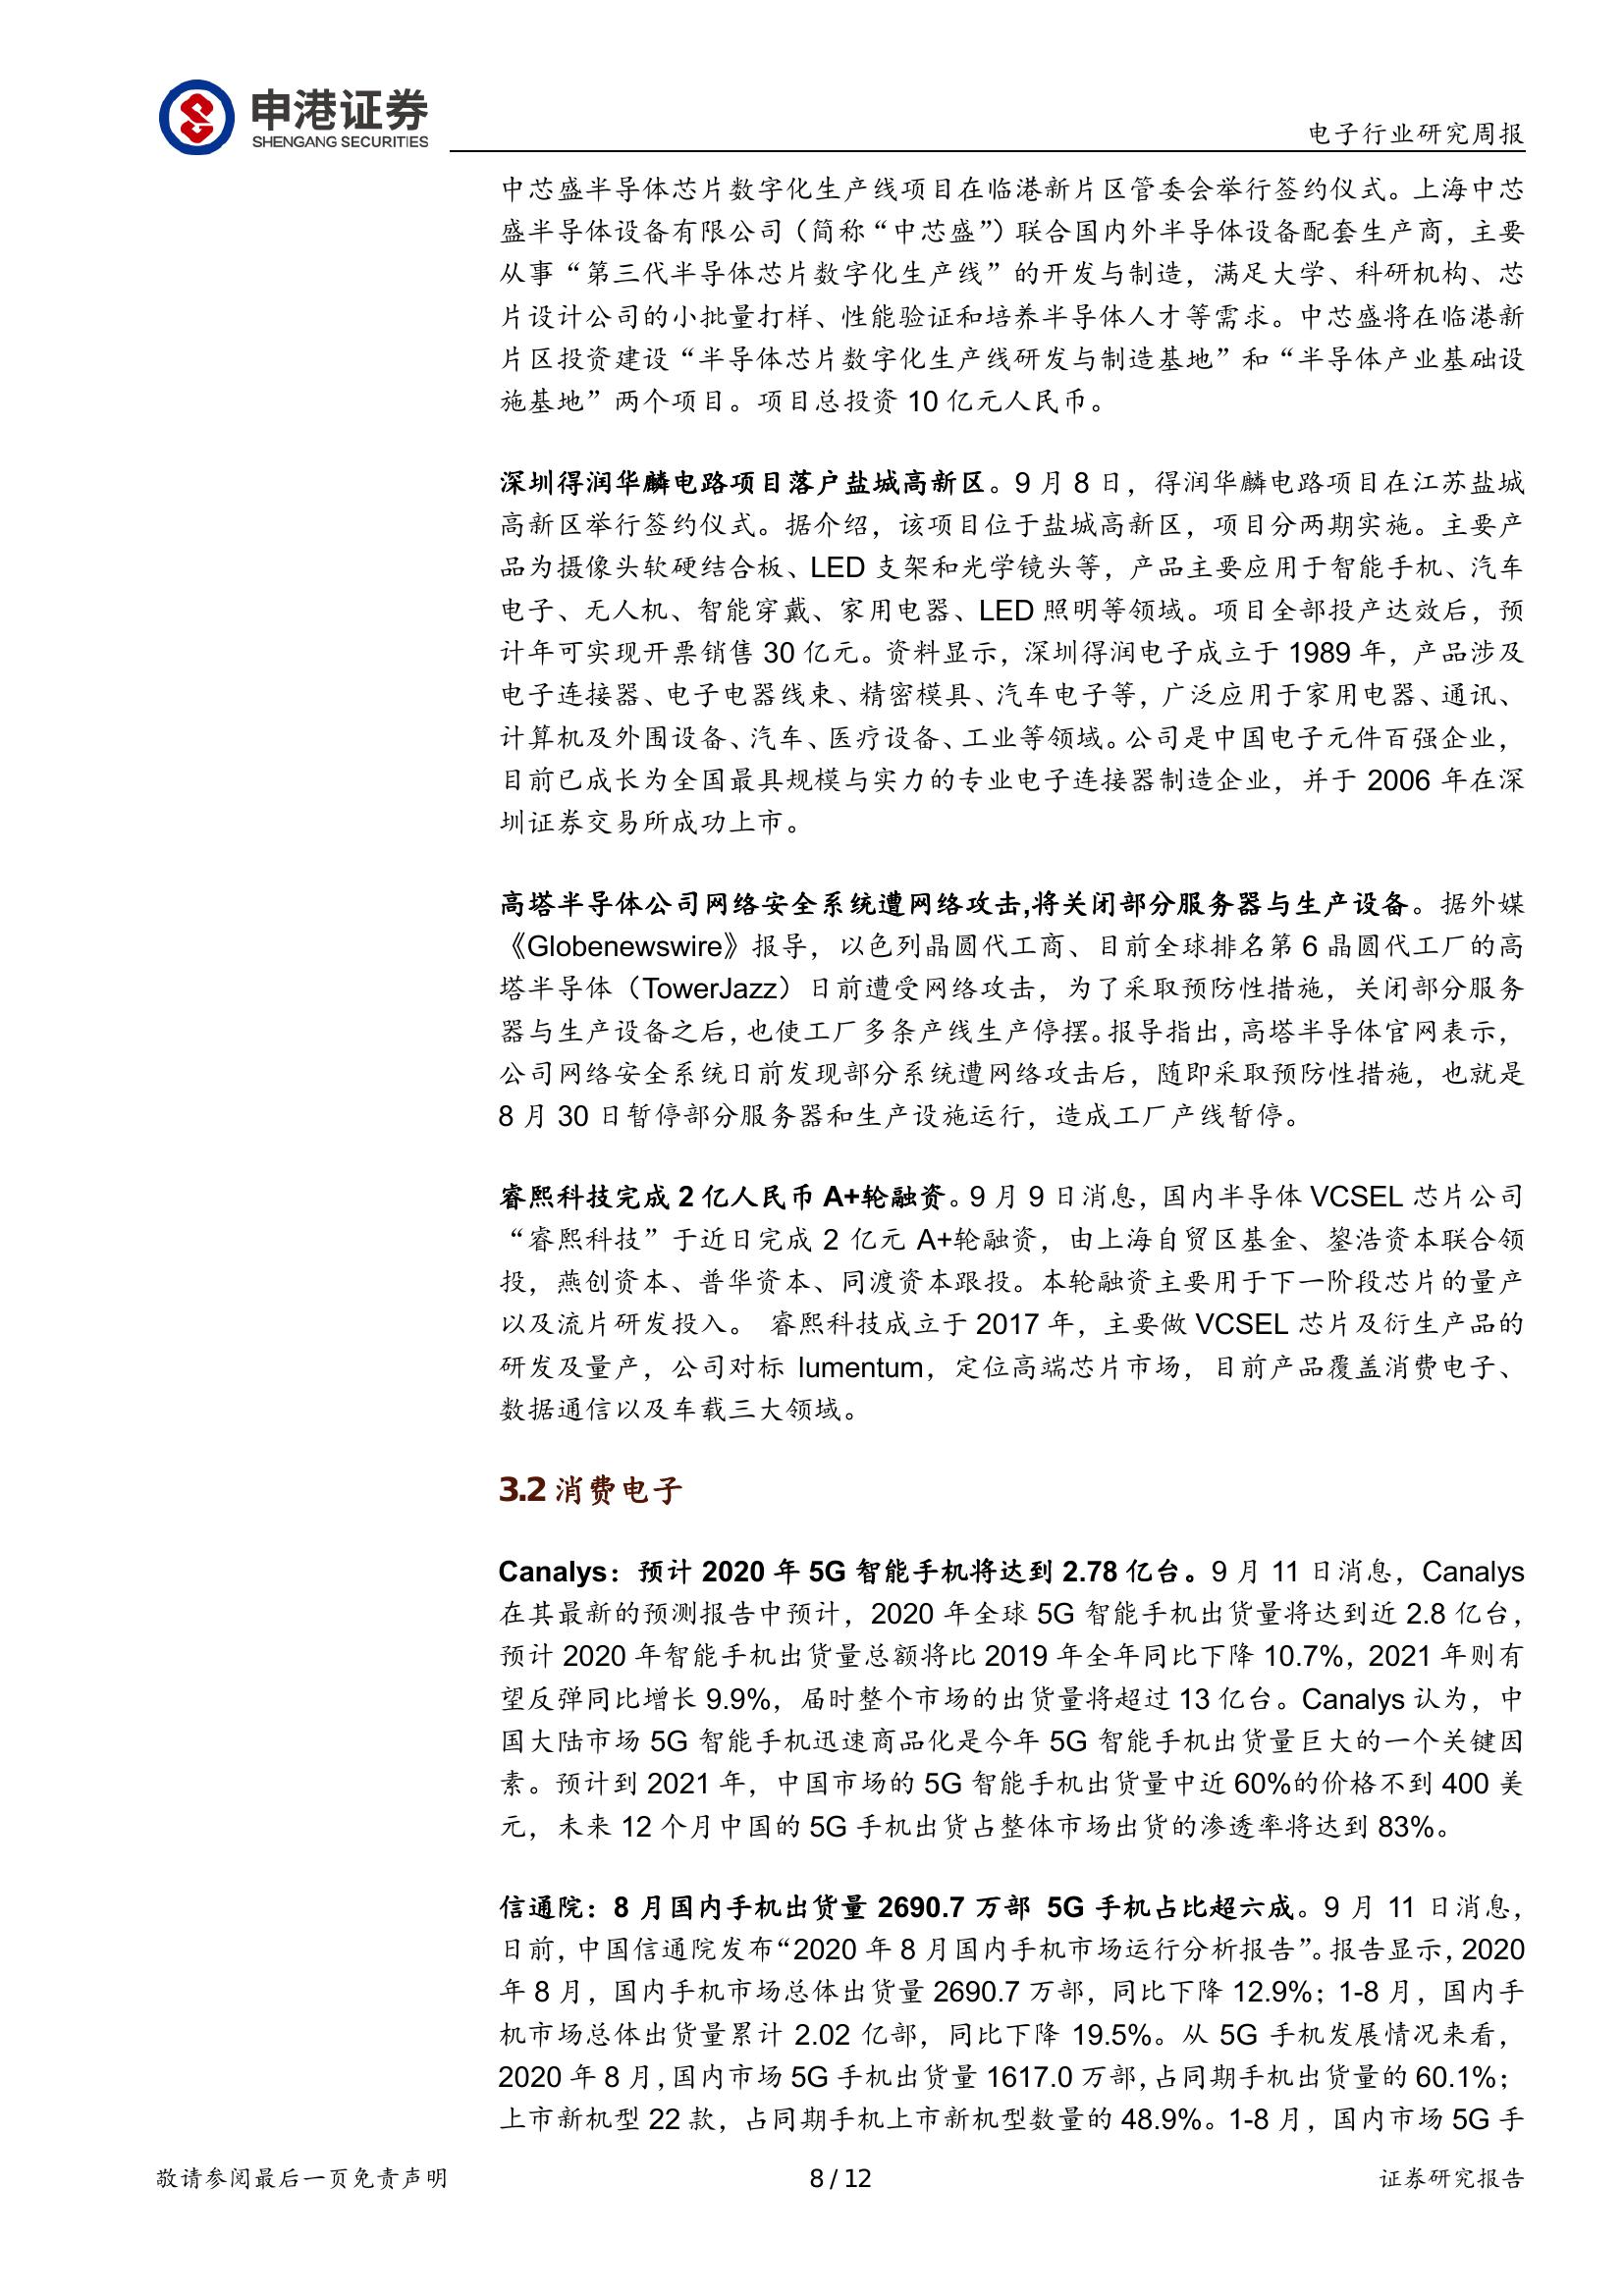 申港证券
SHENGANG SECURITIES
电子行业研究周报
中芯盛半导体芯片数字化生产线项目在临港新片区管委会举行签约仪式。上海中芯
盛半导体设备有限公司（简称“中芯盛”）联合国内外半导体设备配套生产商，主要
从事“第三代半导体芯片数字化生产线”的开发与制造，满足大学、科研机构、芯
片设计公司的小批量打样、性能验证和培养半导体人才等需求。中芯盛将在临港新
片区投资建设“半导体芯片数字化生产线研发与制造基地”和“半导体产业基础设
施基地”两个项目。项目总投资 10 亿元人民币。
深圳得润华麟电路项目落户盐城高新区。9 月 8 日，得润华麟电路项目在江苏盐城
高新区举行签约仪式。据介绍，该项目位于盐城高新区，项目分两期实施。主要产
品为摄像头软硬结合板、LED 支架和光学镜头等，产品主要应用于智能手机、汽车
电子、无人机、智能穿戴、家用电器、LED 照明等领域。项目全部投产达效后，预
计年可实现开票销售 30 亿元。资料显示，深圳得润电子成立于 1989 年，产品涉及
电子连接器、电子电器线束、精密模具、汽车电子等，广泛应用于家用电器、通讯、
计算机及外围设备、汽车、医疗设备、工业等领域。公司是中国电子元件百强企业，
目前已成长为全国最具规模与实力的专业电子连接器制造企业，并于 2006 年在深
圳证券交易所成功上市。
高塔半导体公司网络安全系统遭网络攻击,将关闭部分服务器与生产设备。据外媒
《Globenewswire》报导，以色列晶圆代工商、目前全球排名第 6 晶圆代工厂的高
塔半导体（TowerJazz）日前遭受网络攻击，为了采取预防性措施，关闭部分服务
器与生产设备之后，也使工厂多条产线生产停摆。报导指出，高塔半导体官网表示，
公司网络安全系统日前发现部分系统遭网络攻击后，随即采取预防性措施，也就是
8 月 30 日暂停部分服务器和生产设施运行，造成工厂产线暂停。
睿熙科技完成 2 亿人民币 A+轮融资。9 月 9 日消息，国内半导体 VCSEL 芯片公司
“睿熙科技”于近日完成 2 亿元 A+轮融资，由上海自贸区基金、鋆浩资本联合领
投，燕创资本、普华资本、同渡资本跟投。本轮融资主要用于下一阶段芯片的量产
以及流片研发投入。 睿熙科技成立于 2017 年，主要做 VCSEL 芯片及衍生产品的
研发及量产，公司对标 lumentum，定位高端芯片市场，目前产品覆盖消费电子、
数据通信以及车载三大领域。
3.2 消费电子
Canalys：预计 2020 年 5G 智能手机将达到 2.78 亿台。9 月 11 日消息，Canalys
在其最新的预测报告中预计，2020 年全球 5G 智能手机出货量将达到近 2.8 亿台，
预计 2020 年智能手机出货量总额将比 2019 年全年同比下降 10.7%，2021 年则有
望反弹同比增长 9.9%，届时整个市场的出货量将超过 13 亿台。Canalys 认为，中
国大陆市场 5G 智能手机迅速商品化是今年 5G 智能手机出货量巨大的一个关键因
素。预计到 2021 年，中国市场的 5G 智能手机出货量中近 60%的价格不到 400 美
元，未来 12 个月中国的 5G 手机出货占整体市场出货的渗透率将达到 83%。
信通院：8 月国内手机出货量 2690.7 万部 5G 手机占比超六成。9 月 11 日消息，
日前，中国信通院发布“2020 年 8 月国内手机市场运行分析报告”。报告显示，2020
年 8 月，国内手机市场总体出货量 2690.7 万部，同比下降 12.9%；1-8 月，国内手
机市场总体出货量累计 2.02 亿部，同比下降 19.5%。从 5G 手机发展情况来看，
2020 年 8 月，国内市场 5G 手机出货量 1617.0 万部，占同期手机出货量的 60.1%；
上市新机型 22 款，占同期手机上市新机型数量的 48.9%。1-8 月，国内市场 5G 手
敬请参阅最后一页免责声明
8 / 12
证券研究报告